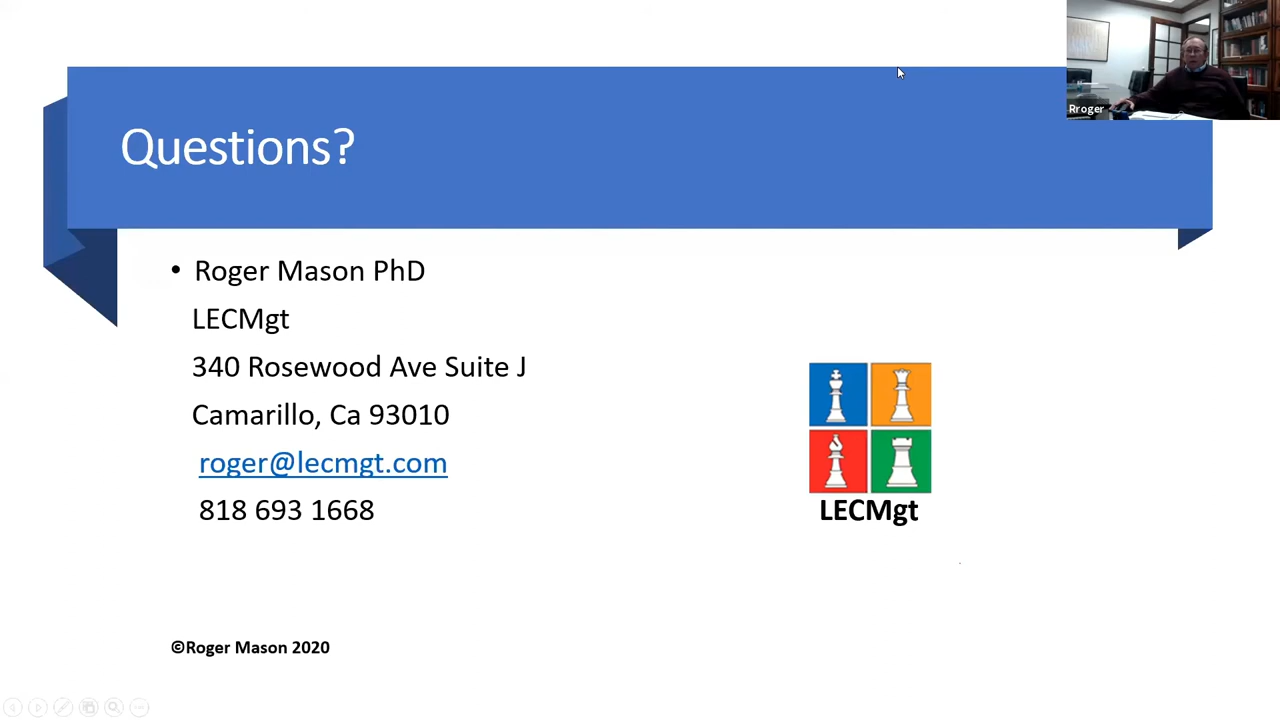 Rroger
Questions?
• Roger Mason PhD
LECMgt
340 Rosewood Ave Suite J
Camarillo, Ca 93010
roger@lecmgt.com
818 693 1668
LECMgt
©Roger Mason 2020